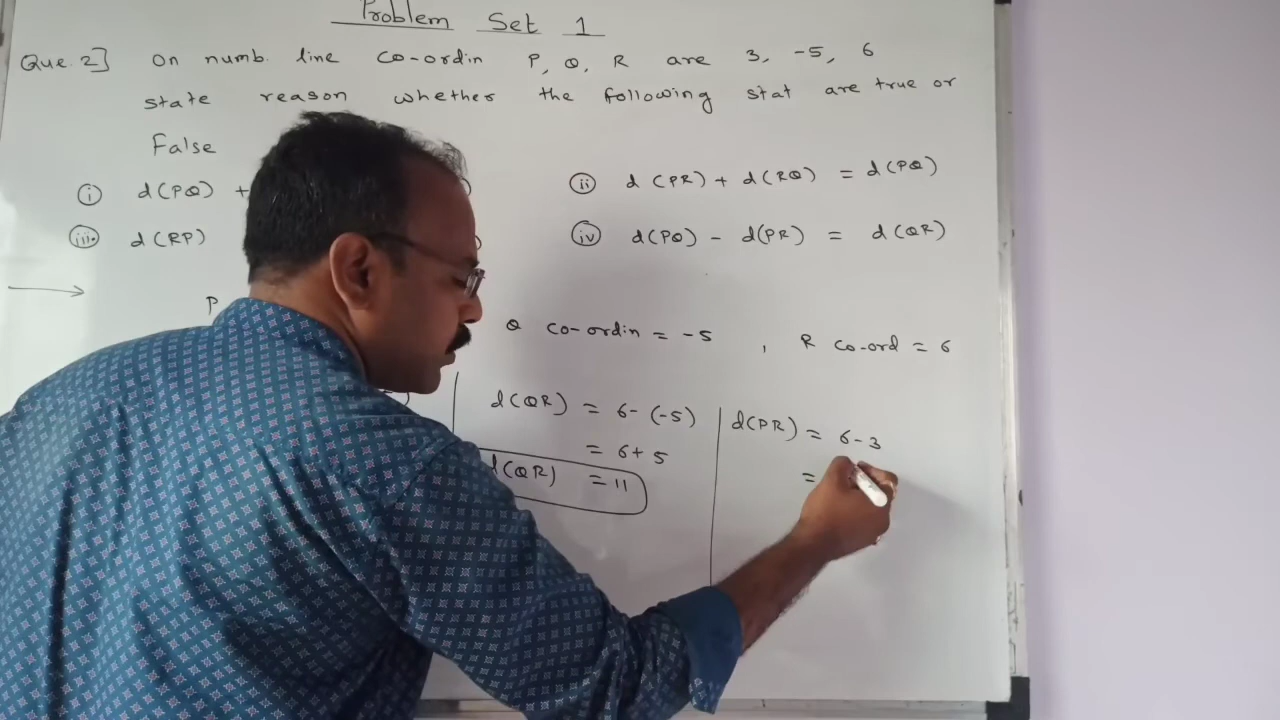 Problem Set 1
Que. 2] On numb. line co-ordin P, Q, R are 3, -5, 6
state reason whether the following stat are true or
False
(i) d(PQ) +
(ii) d(PR) + d(RQ) = d(PQ)
(iii) d(RP)
(iv) d(PQ) - d(PR) = d(QR)
P
Q co-ordin = -5 , R co-ord = 6
d(QR) = 6-(-5)
= 6+5
d(QR) = 11
d(PR) = 6-3
=